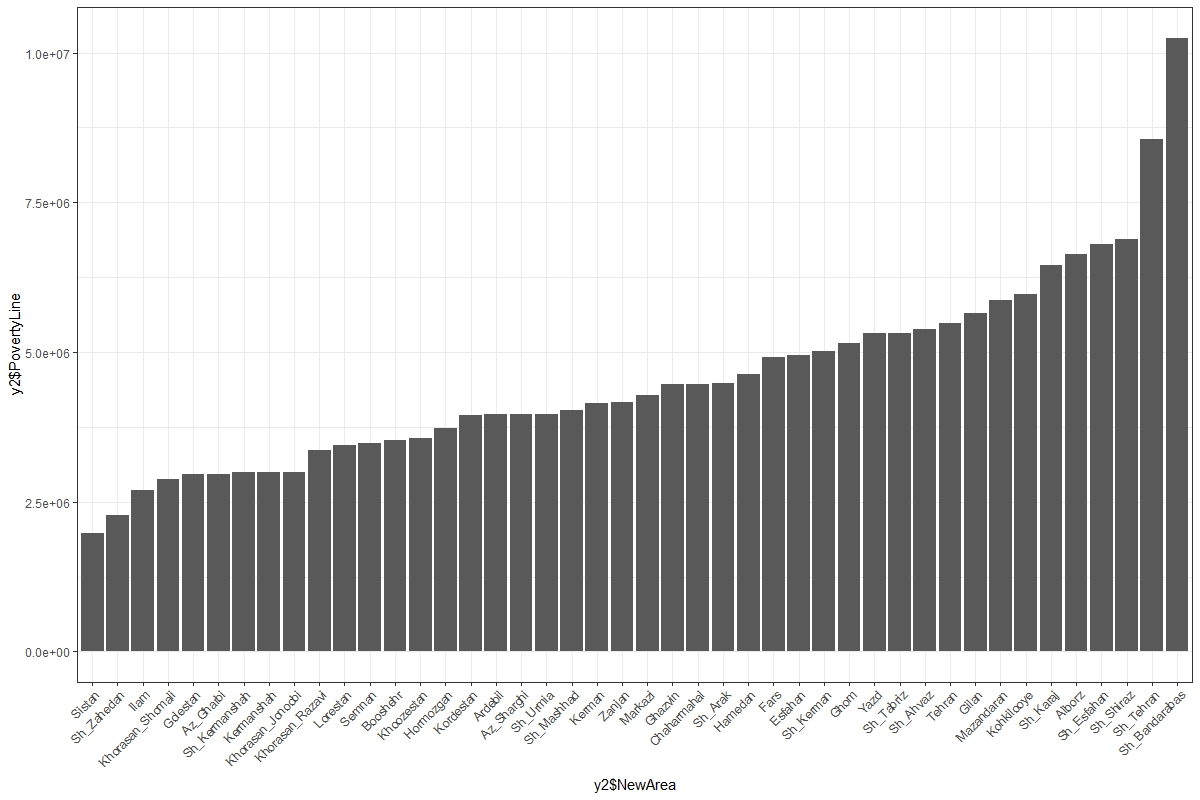 1.0e+07
7.5e+06
5.0e+06
2.5e+06
0.0e+00
y2$PovertyLine
Sistan
Sh_Zahedan
Ilam
Khorasan_Shomali
Golestan
Az_Gharbi
Sh_Kermanshah
Kermanshah
Khorasan_Jonoobi
Khorasan_Razavi
Lorestan
Semnan
Booshehr
Khoozestan
Hormozgan
Kordestan
Ardebil
Az_Sharghi
Sh_Urmia
Sh_Mashhad
Kerman
Zanjan
Markazi
Ghazvin
Chaharmahal
Sh_Arak
Hamedan
Fars
Esfahan
Sh_Kerman
Ghom
Yazd
Sh_Tabriz
Sh_Ahvaz
Tehran
Gilan
Mazandaran
Kohkilooye
Sh_Karaj
Alborz
Sh_Esfahan
Sh_Shiraz
Sh_Tehran
Sh_Bandarabas
y2$NewArea